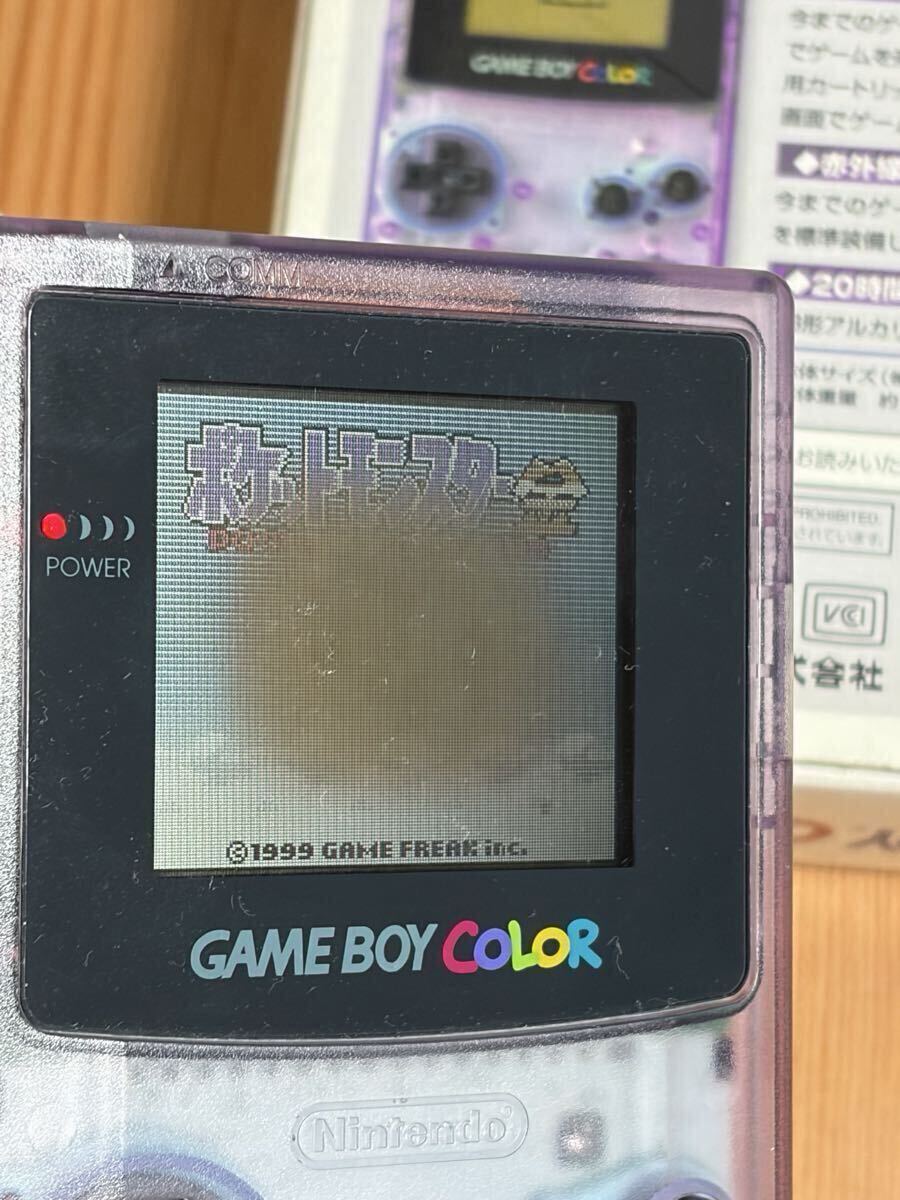 GAME BOY COLOR
今までのゲ
でゲームを
用カートリッ
画面でゲーム
◆赤外線
今までのゲー
を標準装備し
◆20時間
形アルカリ
体サイズ(
体重量 約
お読みいた
PROHIBITED.
されています.
VCI
式会社
COMM
POWER
ポケットモンスター
©1999 GAME FREAK inc.
GAME BOY COLOR
Nintendo